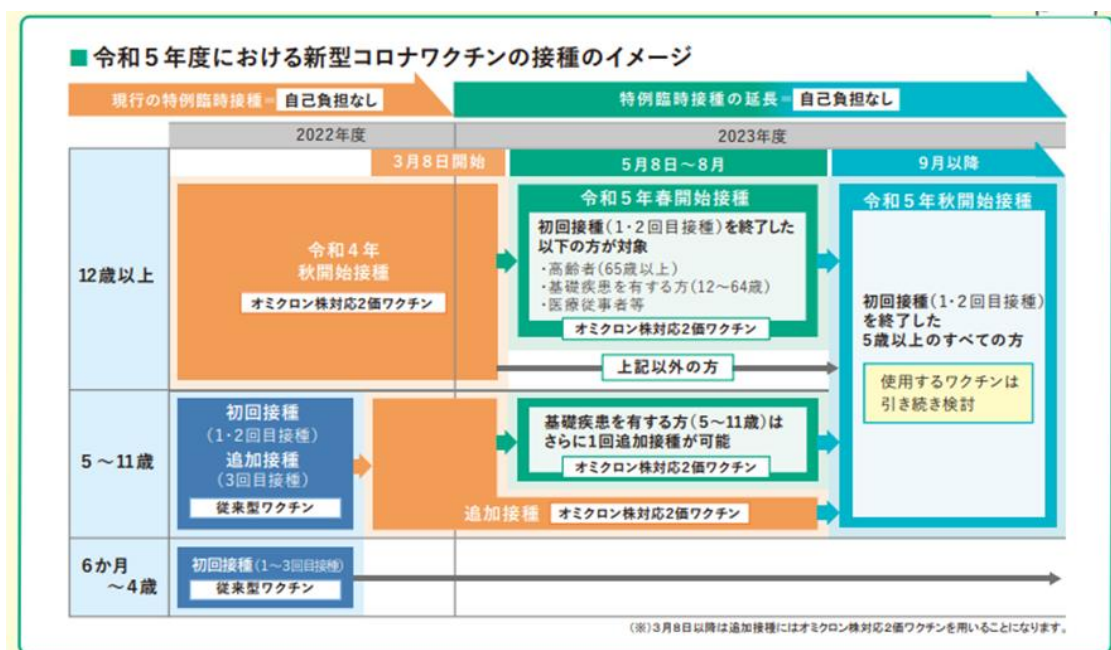 ■令和5年度における新型コロナワクチンの接種のイメージ
現行の特例臨時接種=自己負担なし
特例臨時接種の延長=自己負担なし
2022年度
2023年度
3月8日開始
5月8日～8月
9月以降
12歳以上
令和4年
秋開始接種
オミクロン株対応2価ワクチン
令和5年春開始接種
初回接種(1・2回目接種)を終了した
以下の方が対象
・高齢者(65歳以上)
・基礎疾患を有する方(12～64歳)
・医療従事者等
オミクロン株対応2価ワクチン
上記以外の方
令和5年秋開始接種
初回接種(1・2回目接種)
を終了した
5歳以上のすべての方
使用するワクチンは
引き続き検討
5～11歳
初回接種
(1・2回目接種)
追加接種
(3回目接種)
従来型ワクチン
基礎疾患を有する方(5～11歳)は
さらに1回追加接種が可能
オミクロン株対応2価ワクチン
追加接種 オミクロン株対応2価ワクチン
6か月
～4歳
初回接種(1～3回目接種)
従来型ワクチン
(※)3月8日以降は追加接種にはオミクロン株対応2価ワクチンを用いることになります。